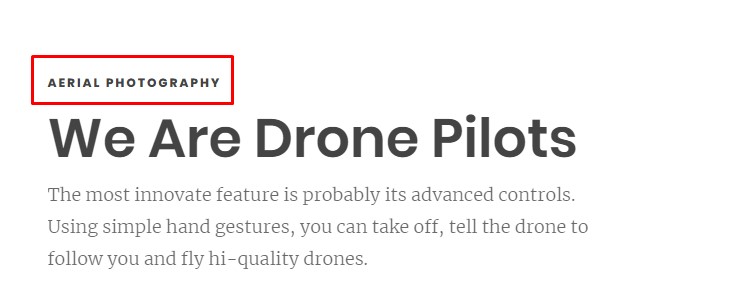 AERIAL PHOTOGRAPHY
We Are Drone Pilots
The most innovate feature is probably its advanced controls.
Using simple hand gestures, you can take off, tell the drone to
follow you and fly hi-quality drones.